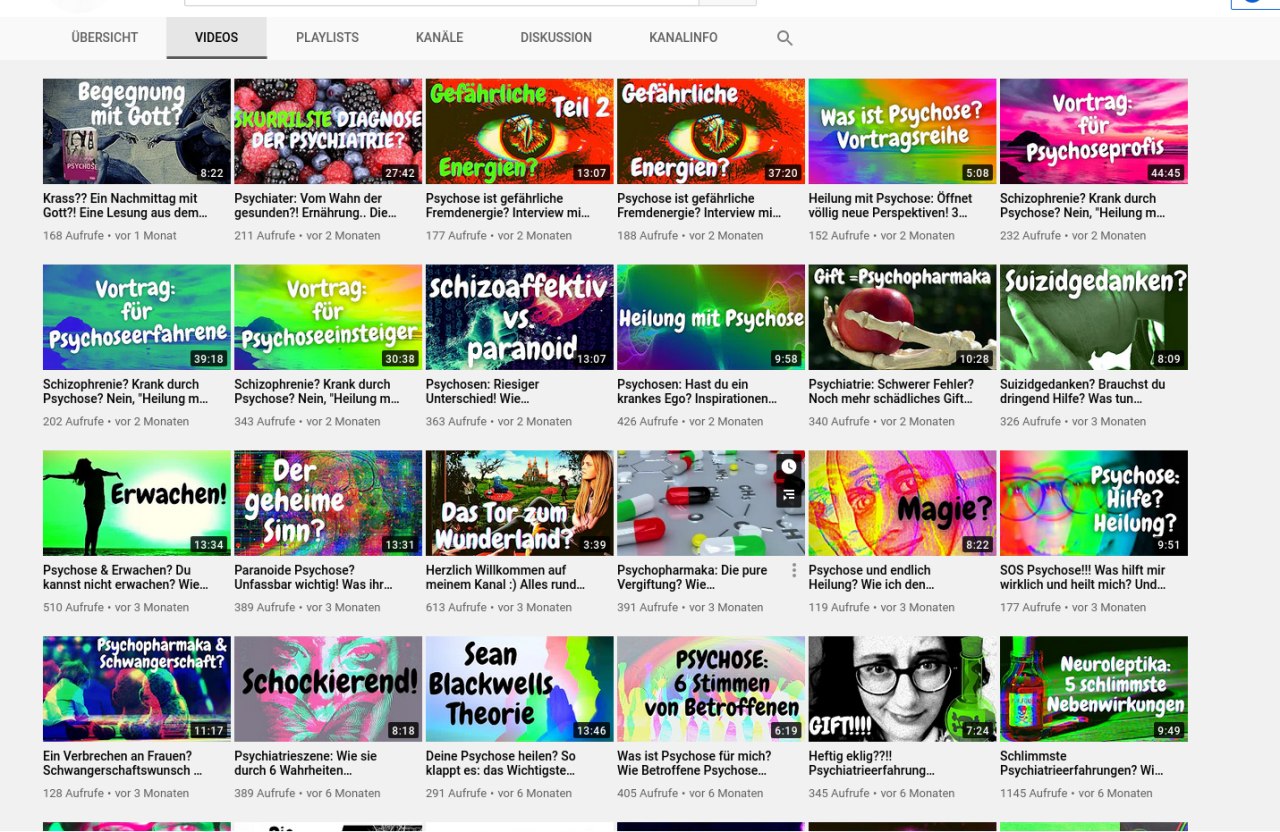 ÜBERSICHT VIDEOS PLAYLISTS KANÄLE DISKUSSION KANALINFO
Begegnung
mit Gott?
PSYCHOSE
8:22
SKURRILSTE DIAGNOSE
DER PSYCHIATRIE?
27:42
Gefährliche
Teil 2
Energien?
13:07
Gefährliche
Energien?
37:20
Was ist Psychose?
Vortragsreihe
5:08
Vortrag:
für
Psychoseprofis
44:45
Krass?? Ein Nachmittag mit
Gott?! Eine Lesung aus dem...
168 Aufrufe • vor 1 Monat
Psychiater: Vom Wahn der
gesunden?! Ernährung.. Die...
211 Aufrufe • vor 2 Monaten
Psychose ist gefährliche
Fremdenergie? Interview mi...
177 Aufrufe • vor 2 Monaten
Psychose ist gefährliche
Fremdenergie? Interview mi...
188 Aufrufe • vor 2 Monaten
Heilung mit Psychose: Öffnet
völlig neue Perspektiven! 3...
152 Aufrufe • vor 2 Monaten
Schizophrenie? Krank durch
Psychose? Nein, "Heilung m...
232 Aufrufe • vor 2 Monaten
Vortrag:
für
Psychoseerfahrene
39:18
Vortrag:
für
Psychoseeinsteiger
30:38
schizoaffektiv
vs.
paranoid
13:07
Heilung mit Psychose
9:58
Gift =Psychopharmaka
10:28
Suizidgedanken?
8:09
Schizophrenie? Krank durch
Psychose? Nein, "Heilung m...
202 Aufrufe • vor 2 Monaten
Schizophrenie? Krank durch
Psychose? Nein, "Heilung m...
343 Aufrufe • vor 2 Monaten
Psychosen: Riesiger
Unterschied! Wie...
363 Aufrufe • vor 2 Monaten
Psychosen: Hast du ein
krankes Ego? Inspirationen...
426 Aufrufe • vor 2 Monaten
Psychiatrie: Schwerer Fehler?
Noch mehr schädliches Gift...
340 Aufrufe • vor 2 Monaten
Suizidgedanken? Brauchst du
dringend Hilfe? Was tun...
326 Aufrufe • vor 3 Monaten
Erwachen!
13:34
Der
geheime
Sinn?
13:31
Das Tor zum
Wunderland?
3:39
Magie?
8:22
Psychose:
Hilfe?
Heilung?
9:51
Psychose & Erwachen? Du
kannst nicht erwachen? Wie...
510 Aufrufe • vor 3 Monaten
Paranoide Psychose?
Unfassbar wichtig! Was ihr...
389 Aufrufe • vor 3 Monaten
Herzlich Willkommen auf
meinem Kanal :) Alles rund...
613 Aufrufe • vor 3 Monaten
Psychopharmaka: Die pure
Vergiftung? Wie...
391 Aufrufe • vor 3 Monaten
Psychose und endlich
Heilung? Wie ich den...
119 Aufrufe • vor 3 Monaten
SOS Psychose!!! Was hilft mir
wirklich und heilt mich? Und...
177 Aufrufe • vor 3 Monaten
Psychopharmaka &
Schwangerschaft?
11:17
Schockierend!
8:18
Sean
Blackwells
Theorie
13:46
PSYCHOSE:
6 Stimmen
von Betroffenen
6:19
GIFT!!!!
7:24
Neuroleptika:
5 schlimmste
Nebenwirkungen
9:49
Ein Verbrechen an Frauen?
Schwangerschaftswunsch ...
128 Aufrufe • vor 3 Monaten
Psychiatrieszene: Wie sie
durch 6 Wahrheiten...
389 Aufrufe • vor 6 Monaten
Deine Psychose heilen? So
klappt es: das Wichtigste...
291 Aufrufe • vor 6 Monaten
Was ist Psychose für mich?
Wie Betroffene Psychose...
405 Aufrufe • vor 6 Monaten
Heftig eklig??!!
Psychiatrieerfahrung...
345 Aufrufe • vor 6 Monaten
Schlimmste
Psychiatrieerfahrungen? Wi...
1145 Aufrufe • vor 6 Monaten